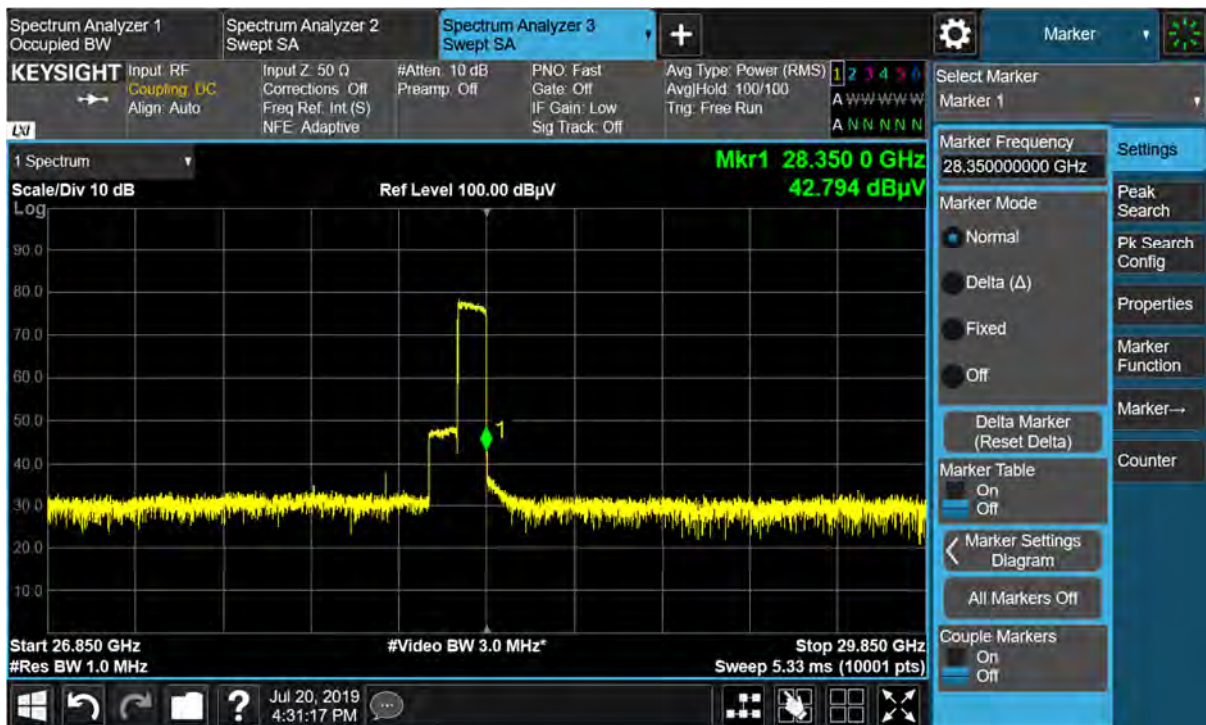 Spectrum Analyzer 1
Occupied BW
Spectrum Analyzer 2
Swept SA
Spectrum Analyzer 3
Swept SA
Marker
KEYSIGHT
LXI
Input: RF
Coupling: DC
Align: Auto
Input Z: 50 Ω
Corrections: Off
Freq Ref: Int (S)
NFE: Adaptive
#Atten: 10 dB
Preamp: Off
PNO: Fast
Gate: Off
IF Gain: Low
Sig Track: Off
Avg Type: Power (RMS)
Avg|Hold: 100/100
Trig: Free Run
1 2 3 4 5 6
A W W W W W
A N N N N N
1 Spectrum
Scale/Div 10 dB
Log
Ref Level 100.00 dBµV
Mkr1 28.350 0 GHz
42.794 dBµV
90.0
80.0
70.0
60.0
50.0
40.0
30.0
20.0
10.0
1
Start 26.850 GHz
#Res BW 1.0 MHz
#Video BW 3.0 MHz*
Stop 29.850 GHz
Sweep 5.33 ms (10001 pts)
Jul 20, 2019
4:31:17 PM
Select Marker
Marker 1
Marker Frequency
28.350000000 GHz
Marker Mode
Normal
Delta (Δ)
Fixed
Off
Delta Marker
(Reset Delta)
Marker Table
On
Off
Marker Settings
Diagram
All Markers Off
Couple Markers
On
Off
Settings
Peak
Search
Pk Search
Config
Properties
Marker
Function
Marker→
Counter